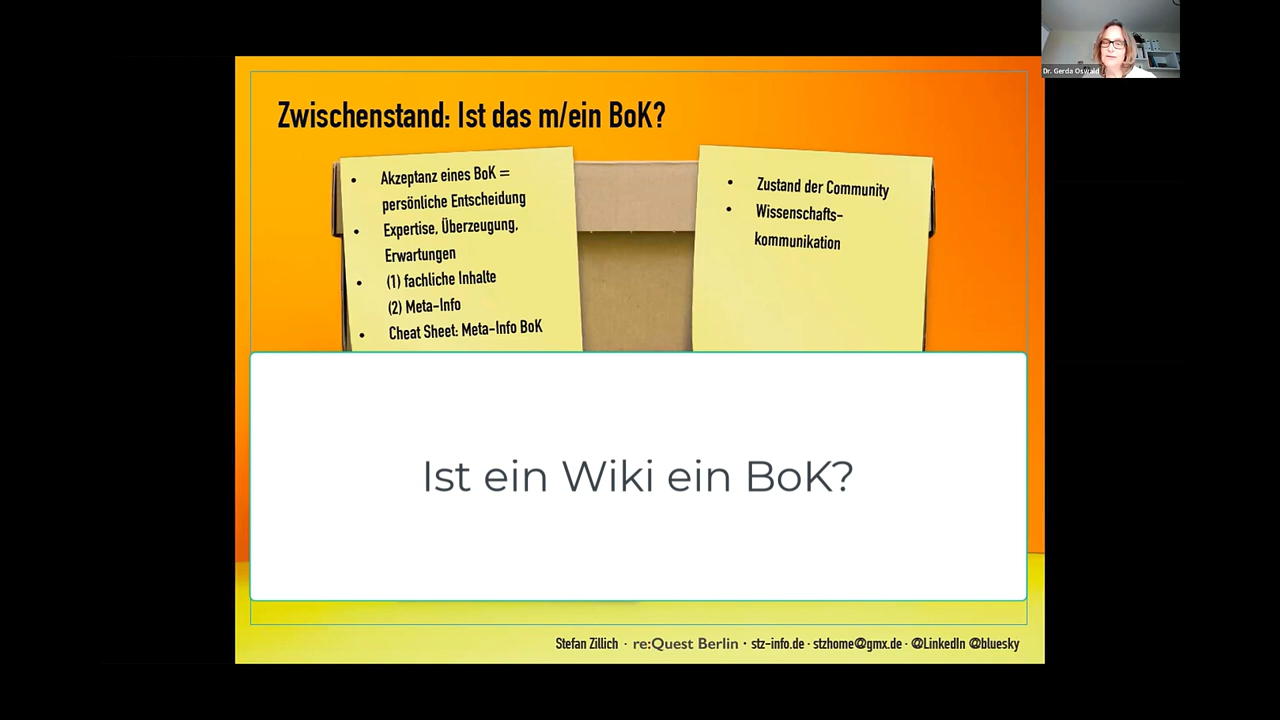 Dr. Gerda Oswald
Zwischenstand: Ist das m/ein BoK?
• Akzeptanz eines BoK =
persönliche Entscheidung
• Expertise, Überzeugung,
Erwartungen
• (1) fachliche Inhalte
(2) Meta-Info
• Cheat Sheet: Meta-Info BoK
• Zustand der Community
• Wissenschafts-
kommunikation
Ist ein Wiki ein BoK?
Stefan Zillich · re:Quest Berlin · stz-info.de · stzhome@gmx.de · @LinkedIn @bluesky